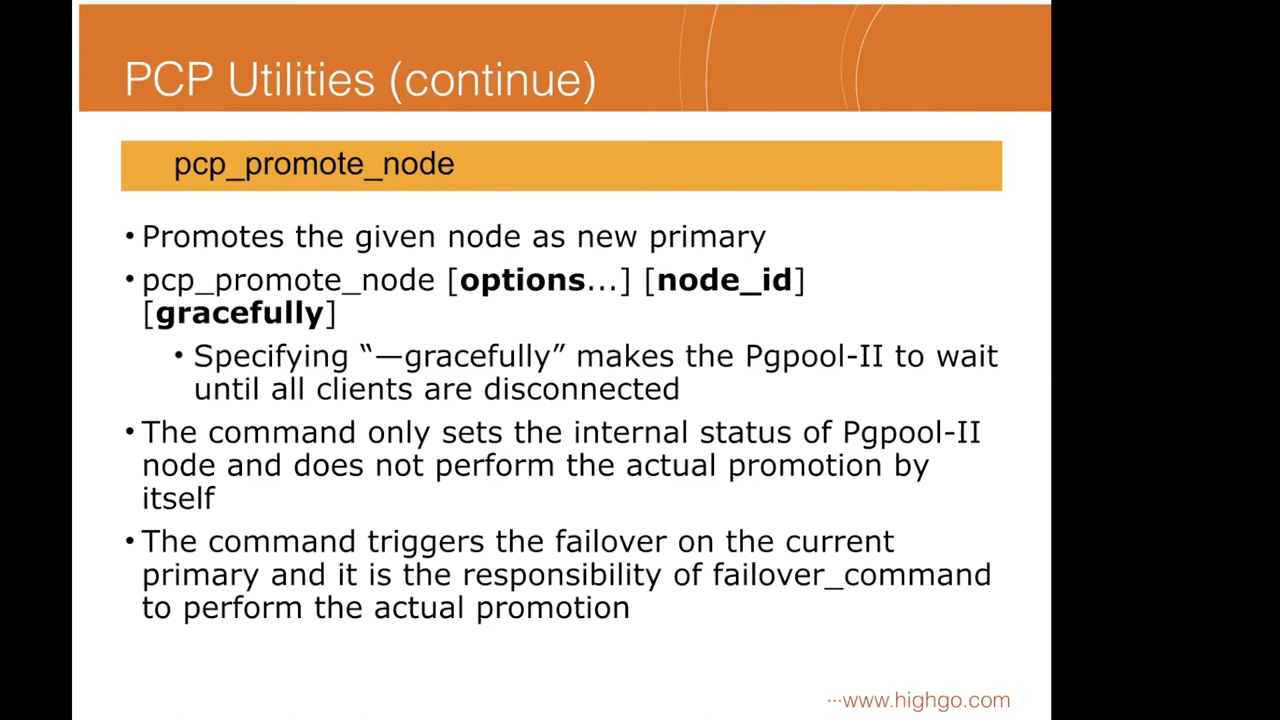 PCP Utilities (continue)
pcp_promote_node
• Promotes the given node as new primary
• pcp_promote_node [options...] [node_id]
[gracefully]
• Specifying “—gracefully” makes the Pgpool-II to wait
until all clients are disconnected
• The command only sets the internal status of Pgpool-II
node and does not perform the actual promotion by
itself
• The command triggers the failover on the current
primary and it is the responsibility of failover_command
to perform the actual promotion
···www.highgo.com